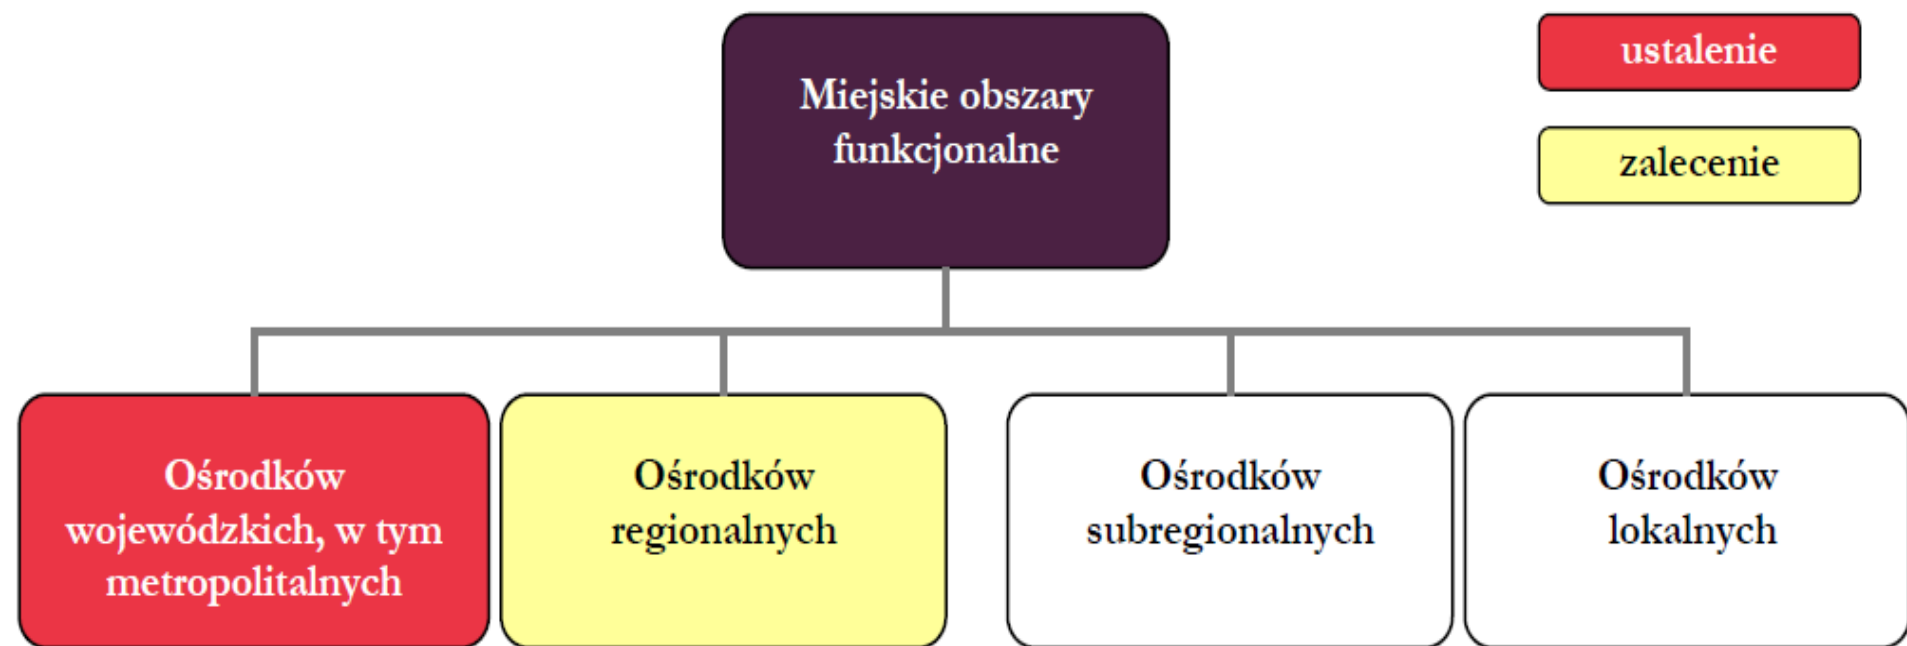 Miejskie obszary
funkcjonalne
ustalenie
zalecenie
Ośrodków
wojewódzkich, w tym
metropolitalnych
Ośrodków
regionalnych
Ośrodków
subregionalnych
Ośrodków
lokalnych